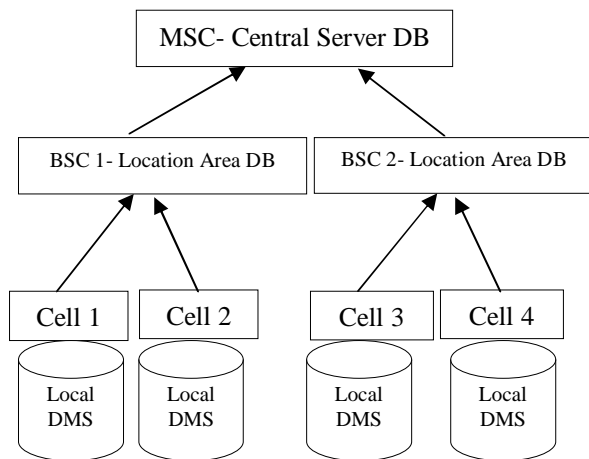 MSC- Central Server DB
BSC 1- Location Area DB
BSC 2- Location Area DB
Cell 1
Cell 2
Cell 3
Cell 4
Local
DMS
Local
DMS
Local
DMS
Local
DMS